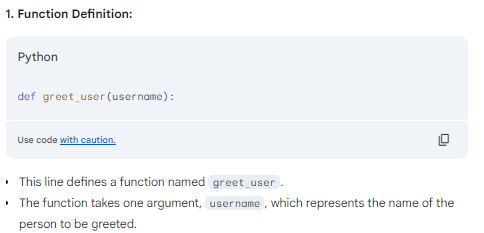 1. Function Definition:
Python
def greet_user(username):
Use code with caution.
• This line defines a function named greet_user.
• The function takes one argument, username, which represents the name of the
person to be greeted.